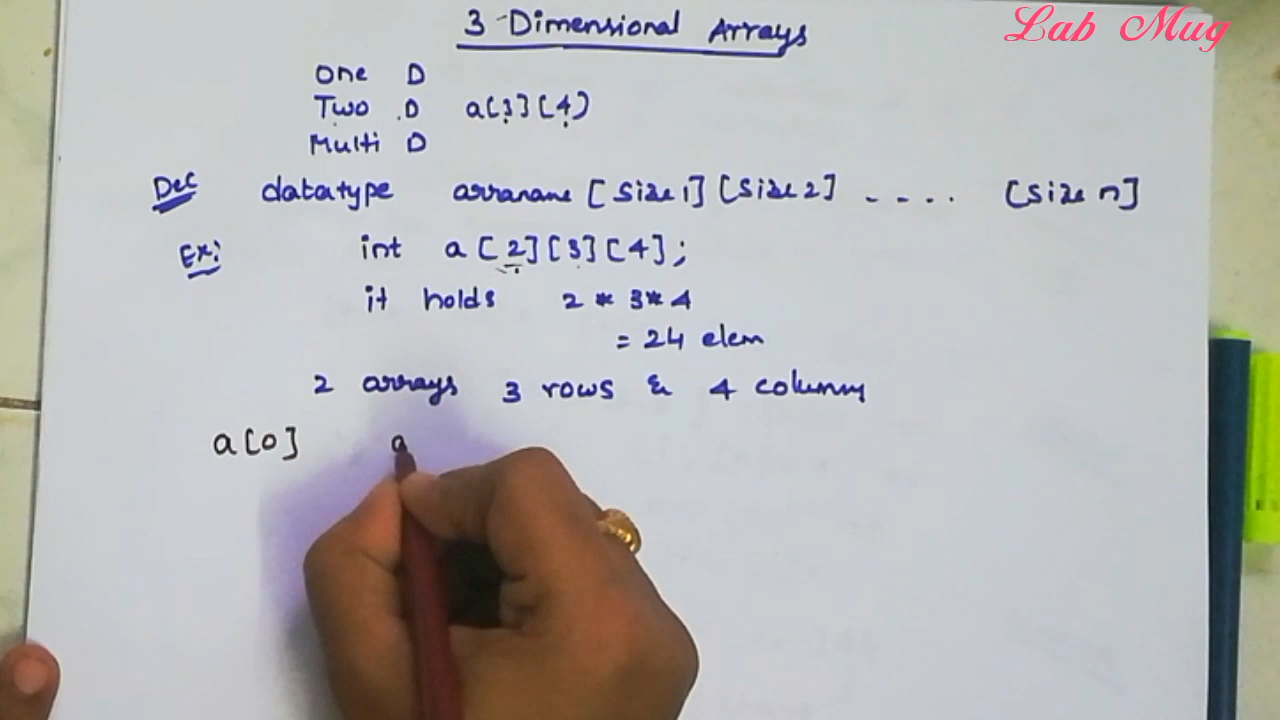 3-Dimensional Arrays
Lab Mug
One D
Two D a[3][4]
Multi D
Dec datatype arraname [size1][size2] ..... [size n]
Ex: int a[2][3][4];
it holds 2 * 3 * 4
= 24 elem
2 arrays 3 rows & 4 columns
a[0] a